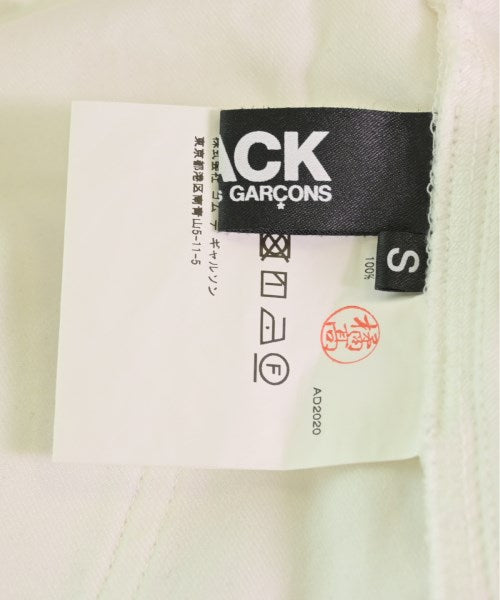 ACK
GARÇONS
S
100%
株式会社 コム デ ギャルソン
東京都港区南青山5-11-5
F
AD2020